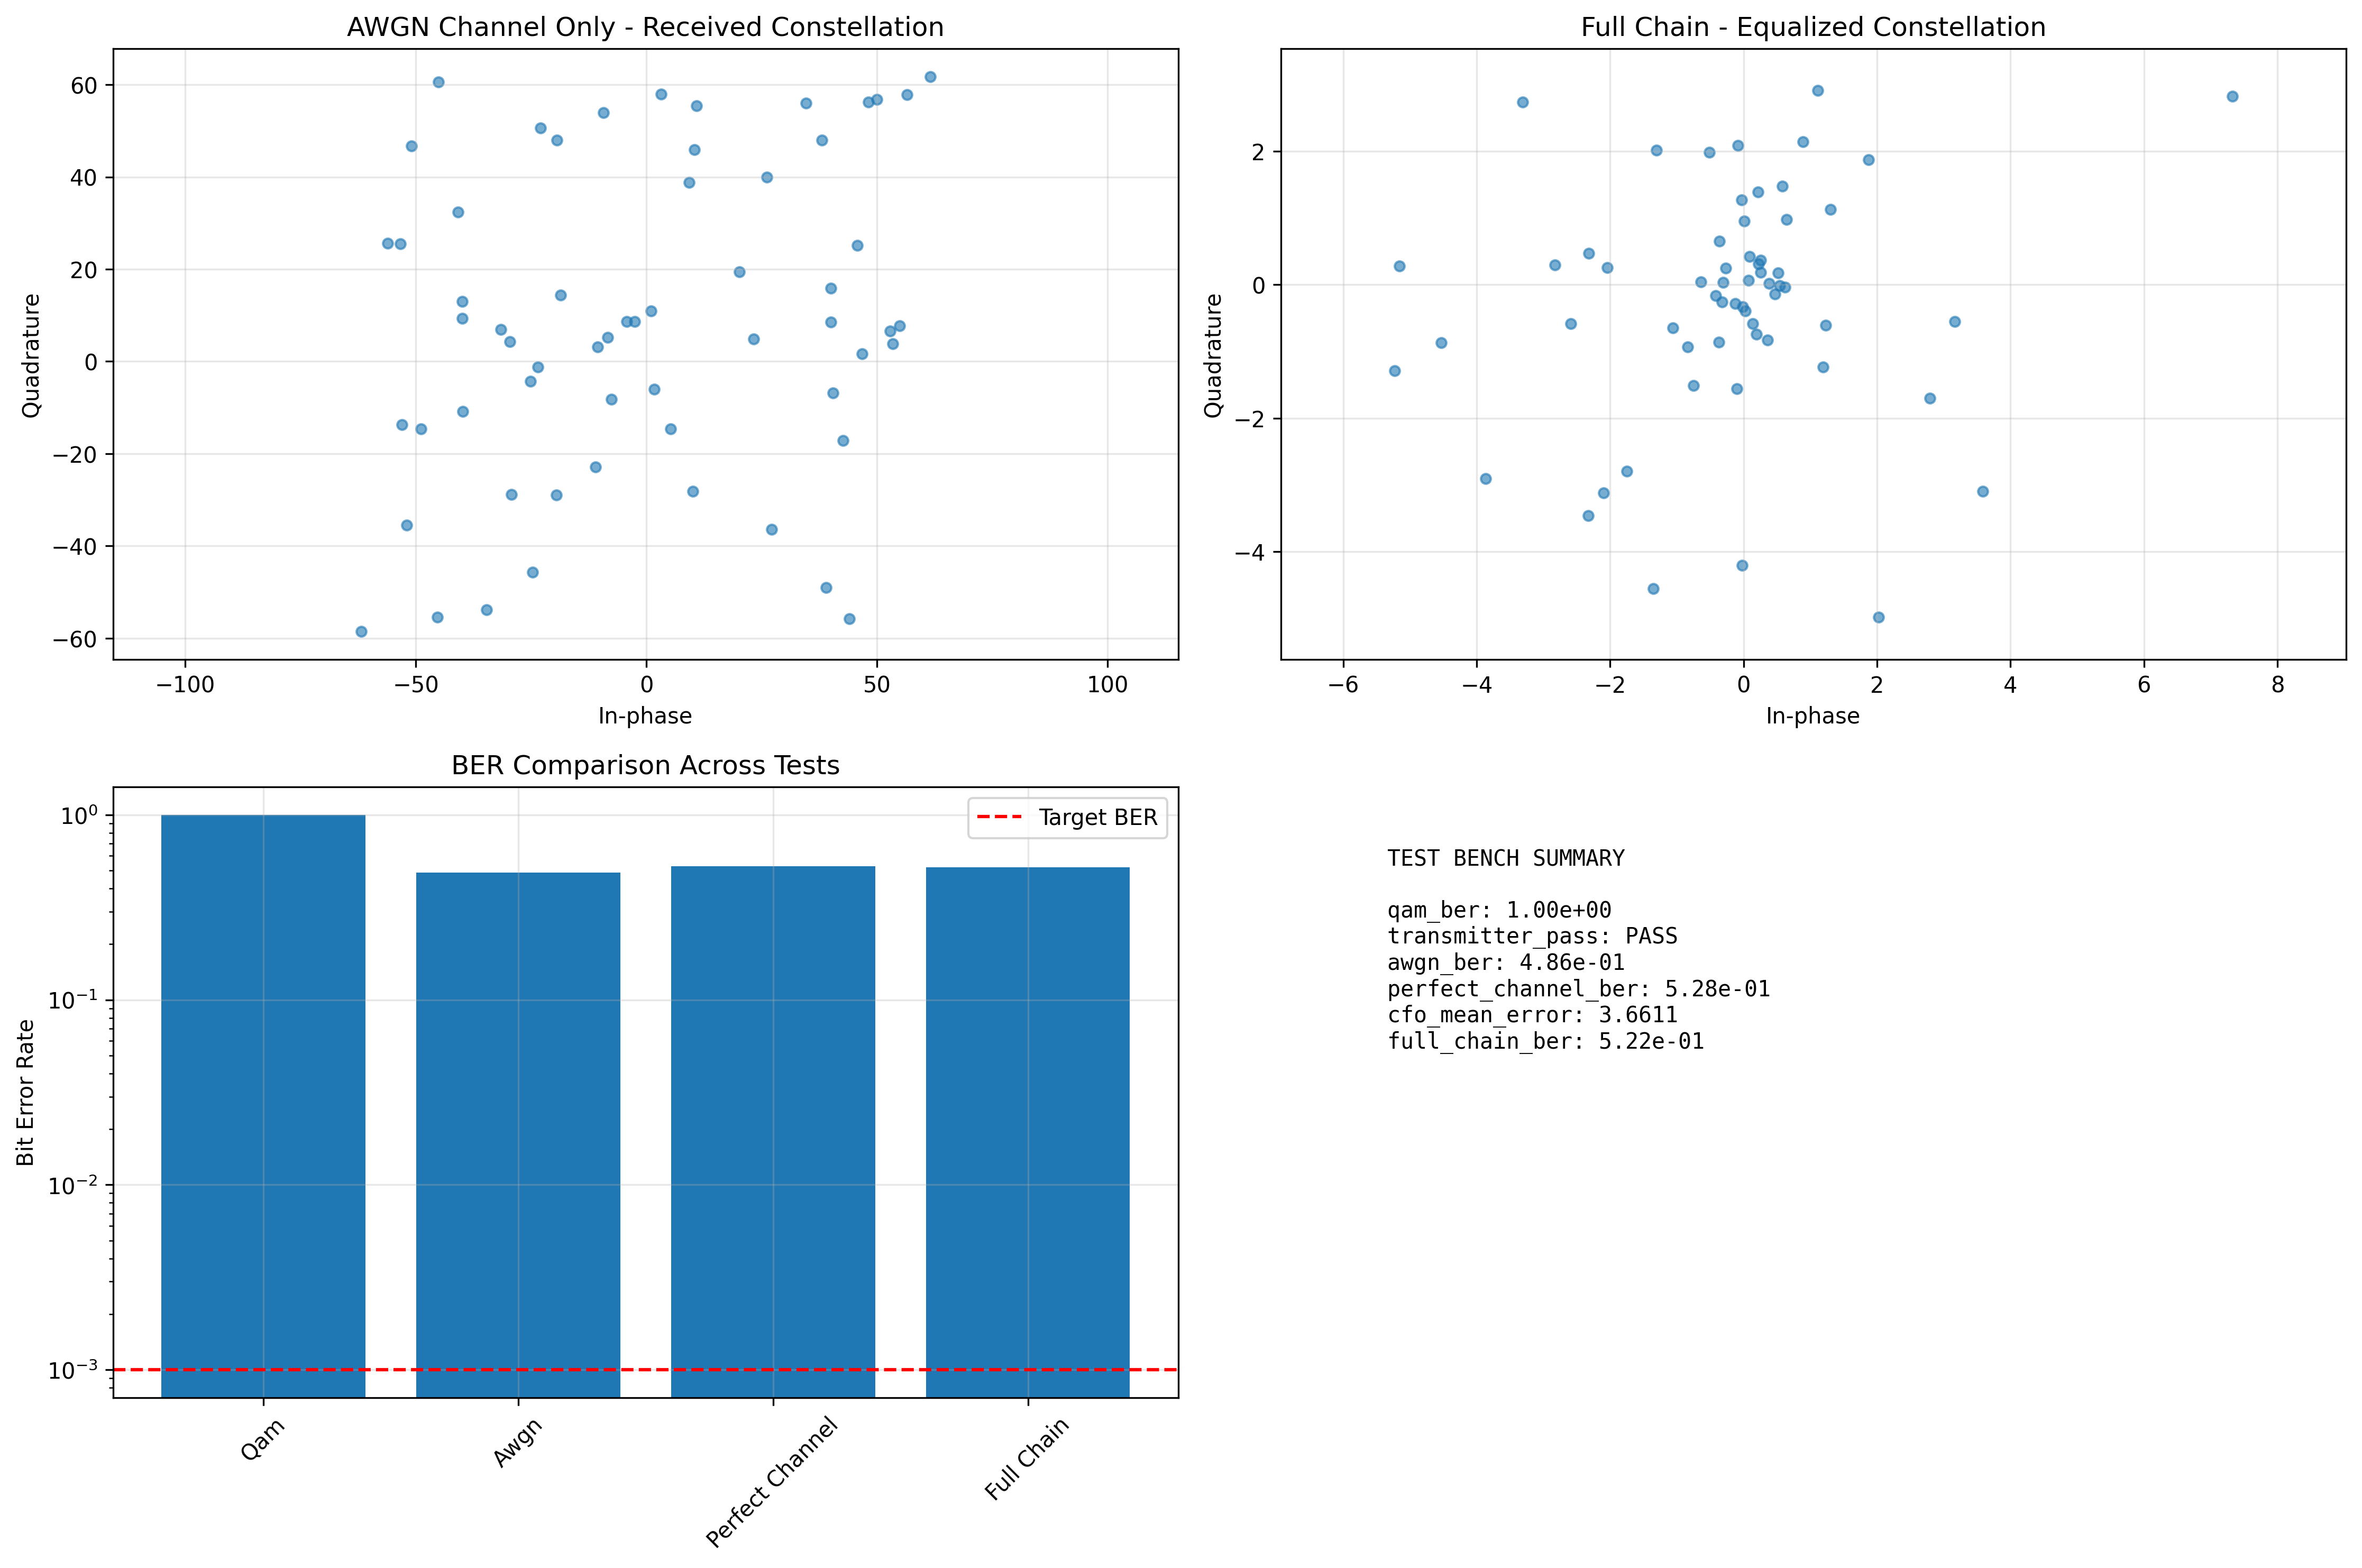 AWGN Channel Only - Received Constellation
60
40
20
0
−20
−40
−60
Quadrature
−100
−50
0
50
100
In-phase
Full Chain - Equalized Constellation
2
0
−2
−4
Quadrature
−6
−4
−2
0
2
4
6
8
In-phase
BER Comparison Across Tests
Target BER
10⁰
10⁻¹
10⁻²
10⁻³
Bit Error Rate
Qam
Awgn
Perfect Channel
Full Chain
TEST BENCH SUMMARY
qam_ber: 1.00e+00
transmitter_pass: PASS
awgn_ber: 4.86e-01
perfect_channel_ber: 5.28e-01
cfo_mean_error: 3.6611
full_chain_ber: 5.22e-01